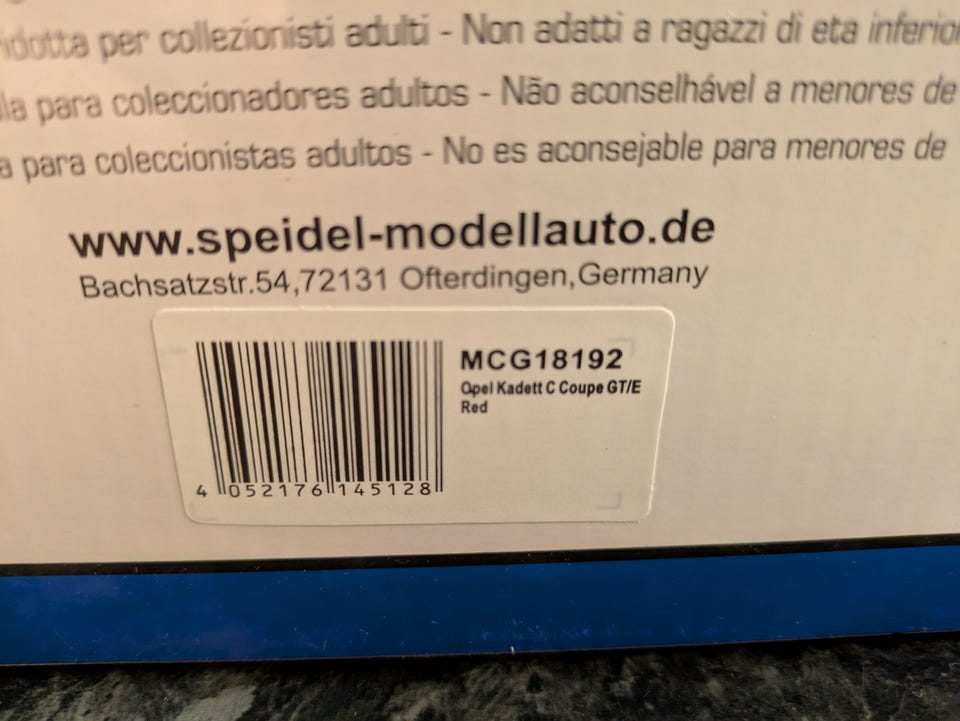 ridotta per collezionisti adulti - Non adatti a ragazzi di eta inferior
la para coleccionadores adultos - Não aconselhável a menores de
a para coleccionistas adultos - No es aconsejable para menores de
www.speidel-modellauto.de
Bachsatzstr.54,72131 Ofterdingen,Germany
MCG18192
Opel Kadett C Coupe GT/E
Red
4 052176 145128